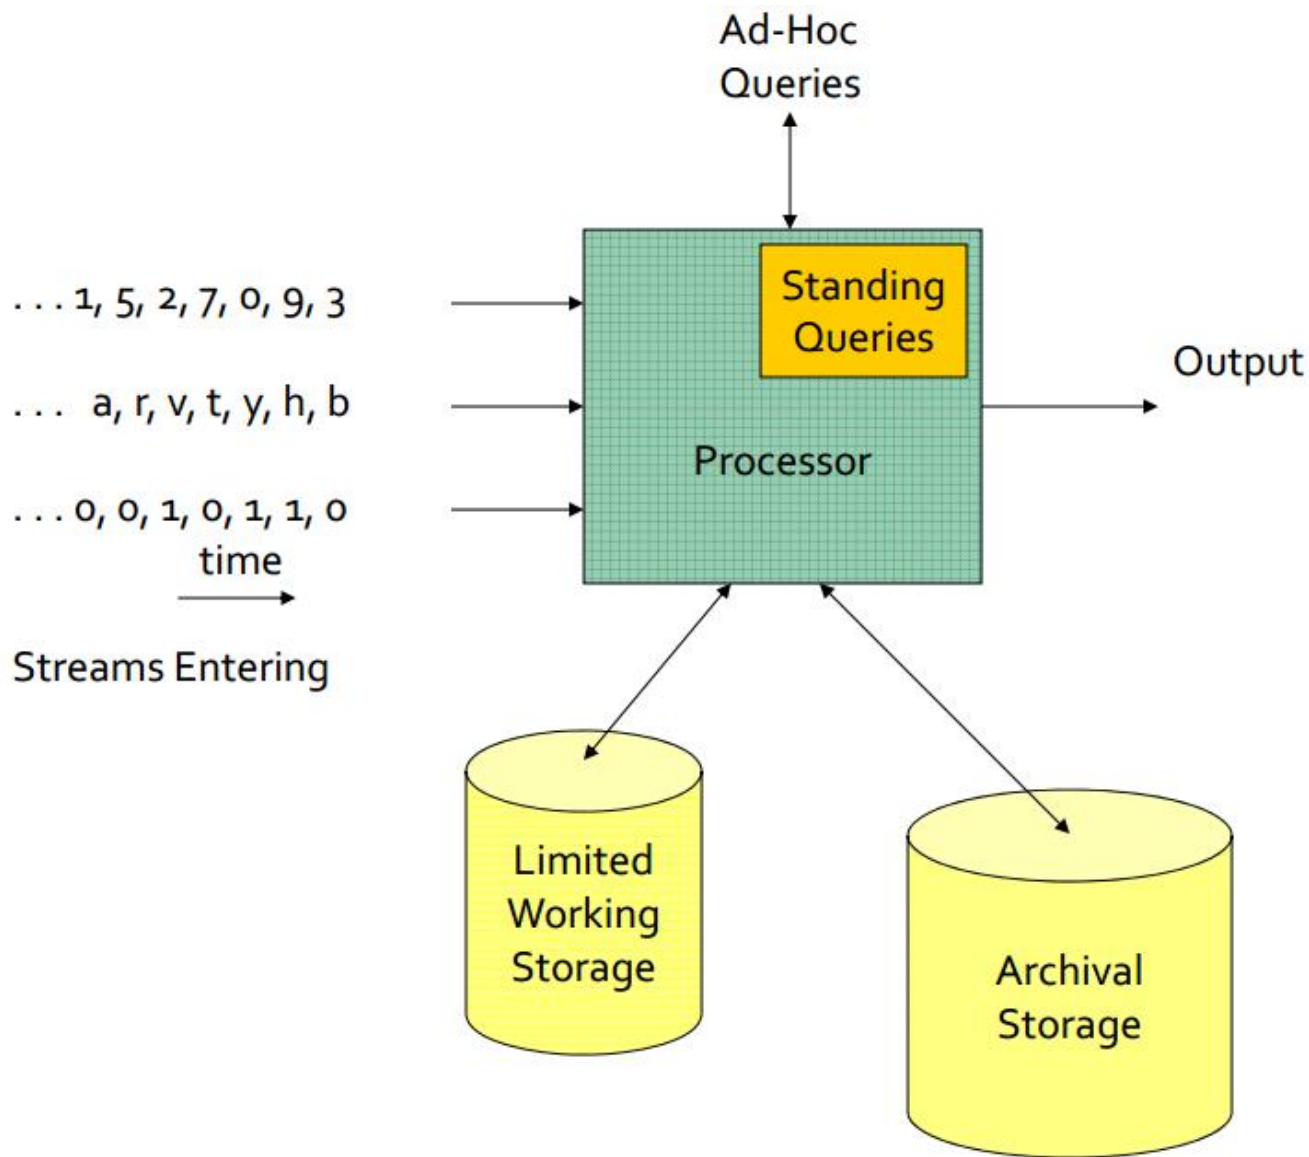 Ad-Hoc
Queries
. . . 1, 5, 2, 7, 0, 9, 3
. . . a, r, v, t, y, h, b
. . . 0, 0, 1, 0, 1, 1, 0
time
Streams Entering
Standing
Queries
Processor
Output
Limited
Working
Storage
Archival
Storage